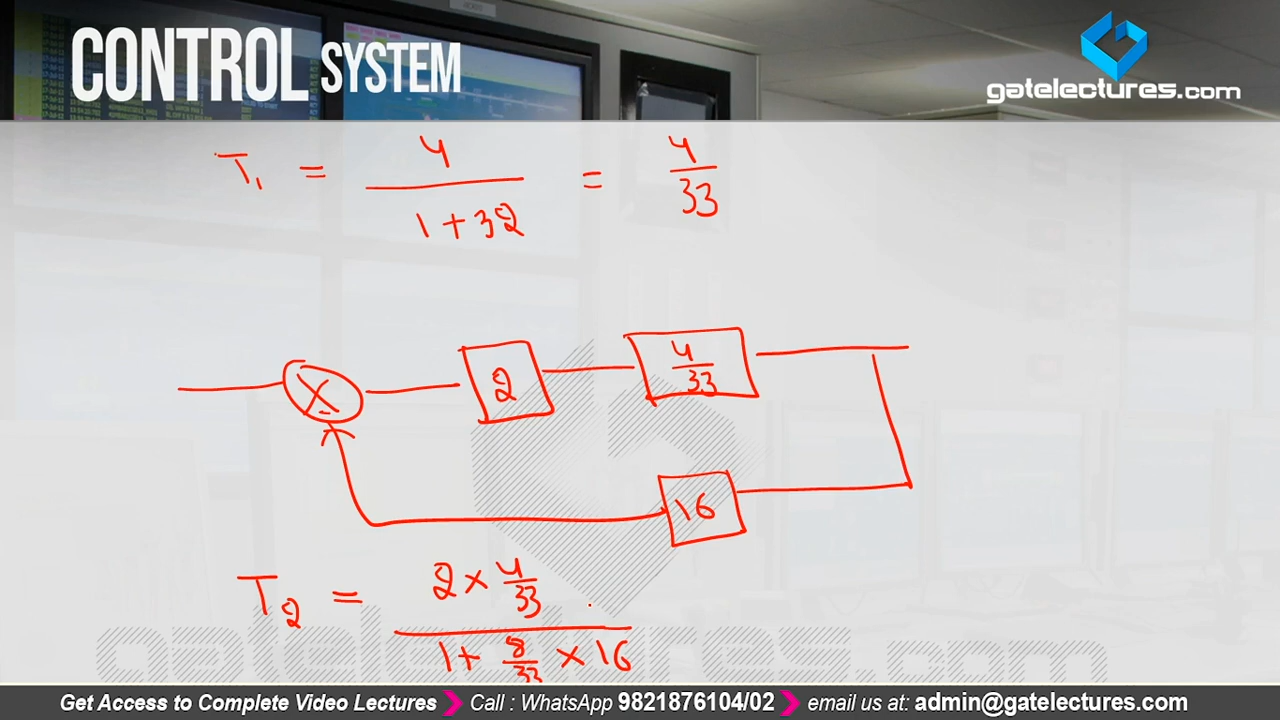 CONTROL SYSTEM
gatelectures.com
T₁ = 4 / 1+32 = 4/33
2
4/33
16
T₂ = 2 × 4/33 / 1 + 8/33 × 16
gatelectures.com
Get Access to Complete Video Lectures Call : WhatsApp 9821876104/02 email us at: admin@gatelectures.com